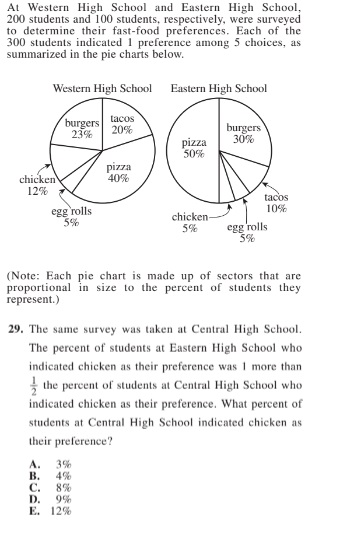 At Western High School and Eastern High School,
200 students and 100 students, respectively, were surveyed
to determine their fast-food preferences. Each of the
300 students indicated 1 preference among 5 choices, as
summarized in the pie charts below.
Western High School
burgers
23%
tacos
20%
pizza
40%
chicken
12%
egg rolls
5%
Eastern High School
pizza
50%
burgers
30%
tacos
10%
chicken
5%
egg rolls
5%
(Note: Each pie chart is made up of sectors that are
proportional in size to the percent of students they
represent.)
29. The same survey was taken at Central High School.
The percent of students at Eastern High School who
indicated chicken as their preference was 1 more than
1/2 the percent of students at Central High School who
indicated chicken as their preference. What percent of
students at Central High School indicated chicken as
their preference?
A. 3%
B. 4%
C. 8%
D. 9%
E. 12%